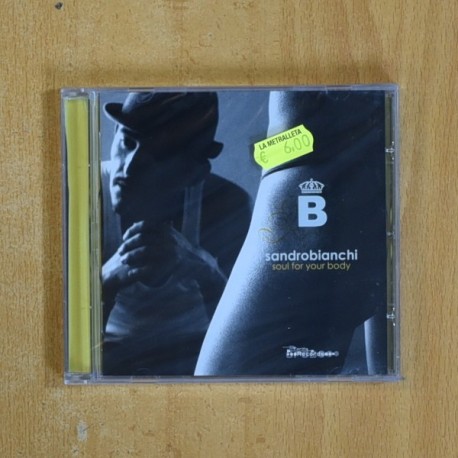 LA METRALLETA
€ 6,00
B
sandrobianchi
soul for your body